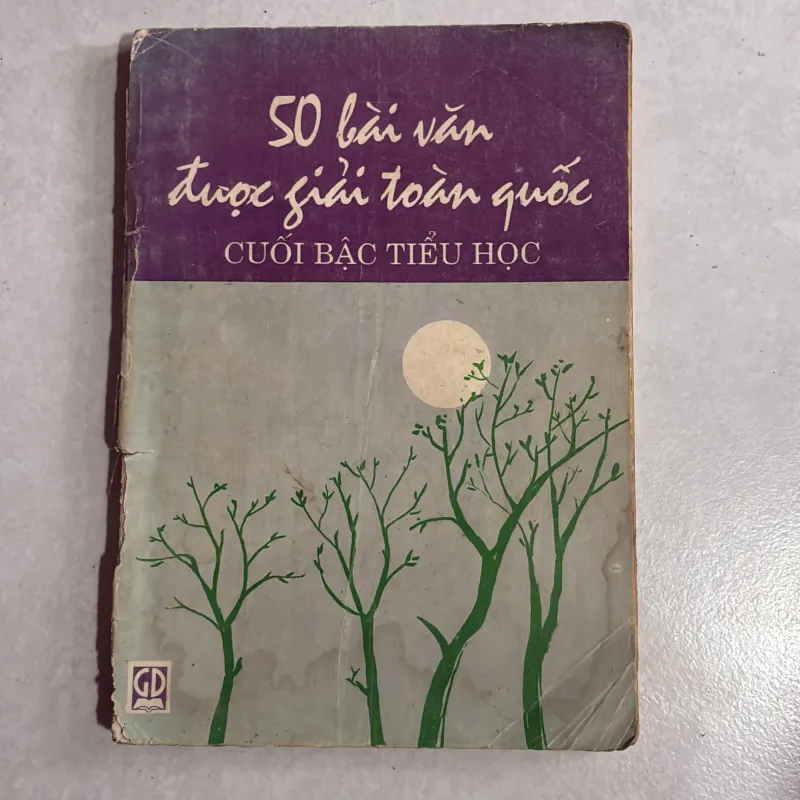 50 bài văn
được giải toàn quốc
CUỐI BẬC TIỂU HỌC
GD